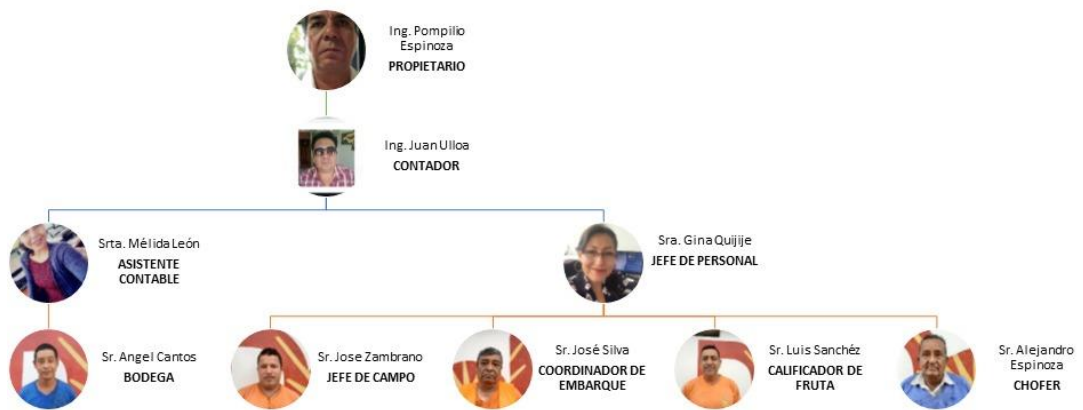 Ing. Pompilio
Espinoza
PROPIETARIO
Ing. Juan Ulloa
CONTADOR
Srta. Mélida León
ASISTENTE
CONTABLE
Sra. Gina Quijije
JEFE DE PERSONAL
Sr. Angel Cantos
BODEGA
Sr. Jose Zambrano
JEFE DE CAMPO
Sr. José Silva
COORDINADOR DE
EMBARQUE
Sr. Luis Sanchéz
CALIFICADOR DE
FRUTA
Sr. Alejandro
Espinoza
CHOFER